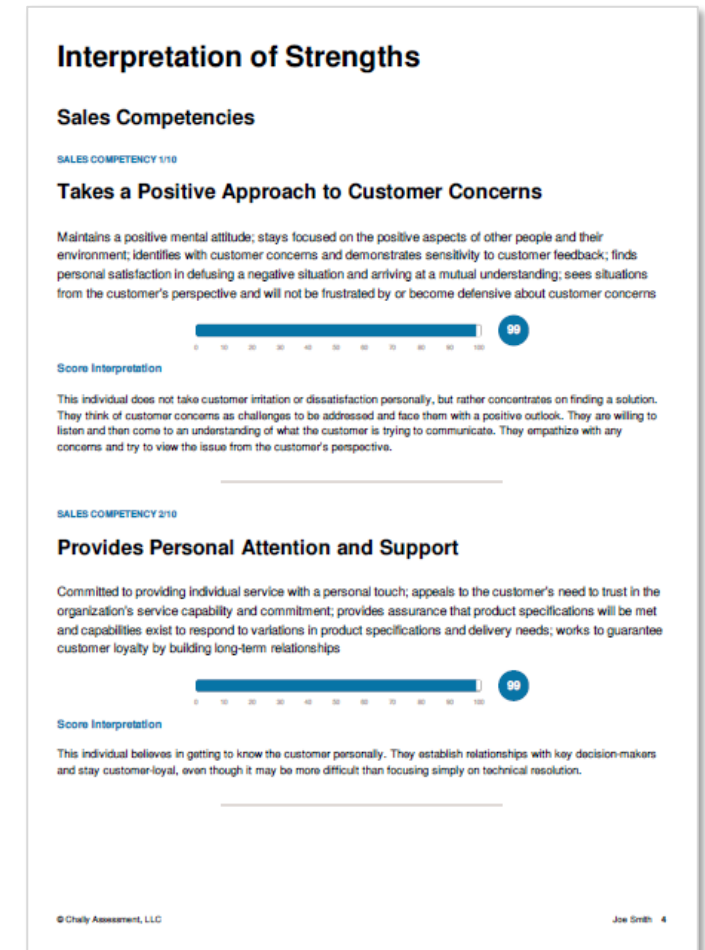 Interpretation of Strengths
Sales Competencies
SALES COMPETENCY 1/10
Takes a Positive Approach to Customer Concerns
Maintains a positive mental attitude; stays focused on the positive aspects of other people and their
environment; identifies with customer concerns and demonstrates sensitivity to customer feedback; finds
personal satisfaction in defusing a negative situation and arriving at a mutual understanding; sees situations
from the customer's perspective and will not be frustrated by or become defensive about customer concerns
99
0 10 20 30 40 50 60 70 80 90 100
Score Interpretation
This individual does not take customer irritation or dissatisfaction personally, but rather concentrates on finding a solution.
They think of customer concerns as challenges to be addressed and face them with a positive outlook. They are willing to
listen and then come to an understanding of what the customer is trying to communicate. They empathize with any
concerns and try to view the issue from the customer's perspective.
SALES COMPETENCY 2/10
Provides Personal Attention and Support
Committed to providing individual service with a personal touch; appeals to the customer's need to trust in the
organization's service capability and commitment; provides assurance that product specifications will be met
and capabilities exist to respond to variations in product specifications and delivery needs; works to guarantee
customer loyalty by building long-term relationships
99
0 10 20 30 40 50 60 70 80 90 100
Score Interpretation
This individual believes in getting to know the customer personally. They establish relationships with key decision-makers
and stay customer-loyal, even though it may be more difficult than focusing simply on technical resolution.
© Chally Assessment, LLC
Joe Smith 4